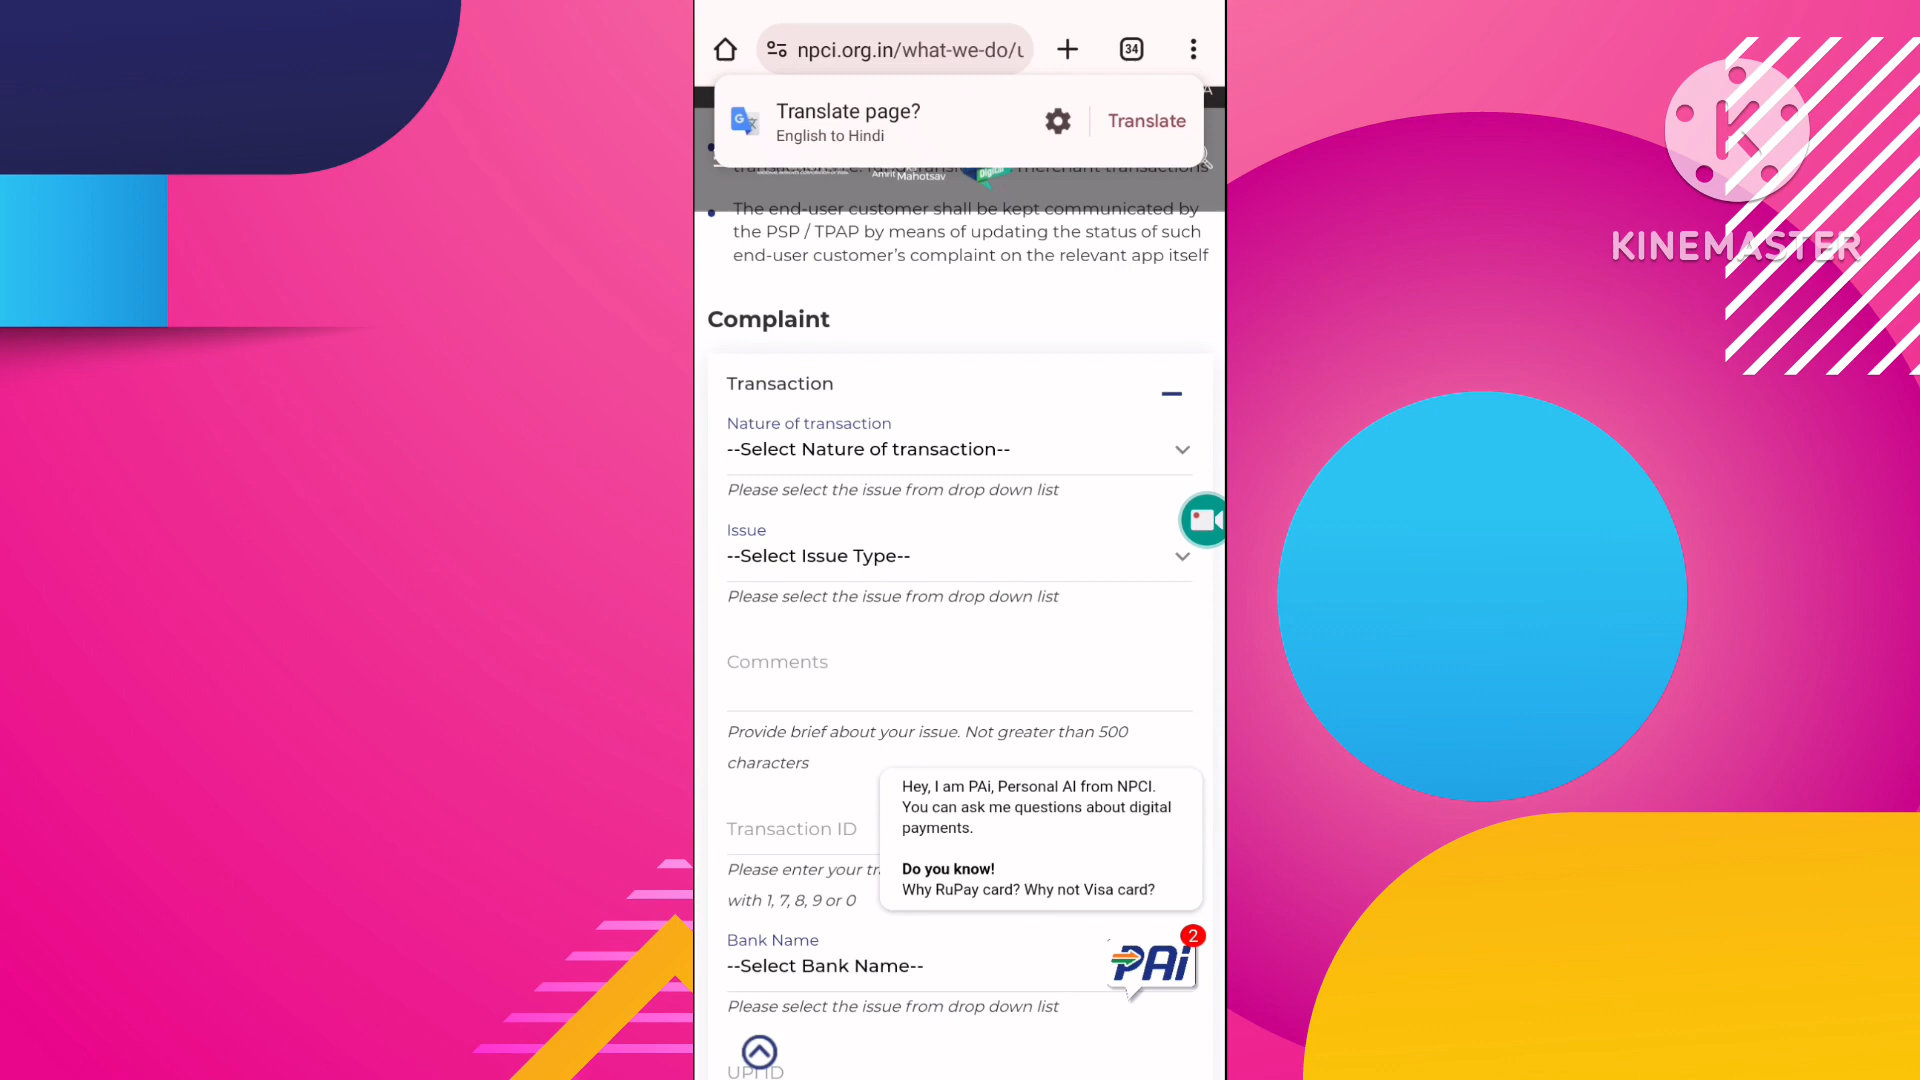 npci.org.in/what-we-do/u
34
Translate page?
English to Hindi
Translate
Amrit Mahotsav
Digital
merchant transactions
The end-user customer shall be kept communicated by
the PSP / TPAP by means of updating the status of such
end-user customer's complaint on the relevant app itself
KINEMASTER
Complaint
Transaction
Nature of transaction
--Select Nature of transaction--
Please select the issue from drop down list
Issue
--Select Issue Type--
Please select the issue from drop down list
Comments
Provide brief about your issue. Not greater than 500
characters
Hey, I am PAi, Personal AI from NPCI.
You can ask me questions about digital
payments.
Do you know!
Why RuPay card? Why not Visa card?
Transaction ID
Please enter your
with 1, 7, 8, 9 or 0
Bank Name
--Select Bank Name--
PAi
2
Please select the issue from drop down list